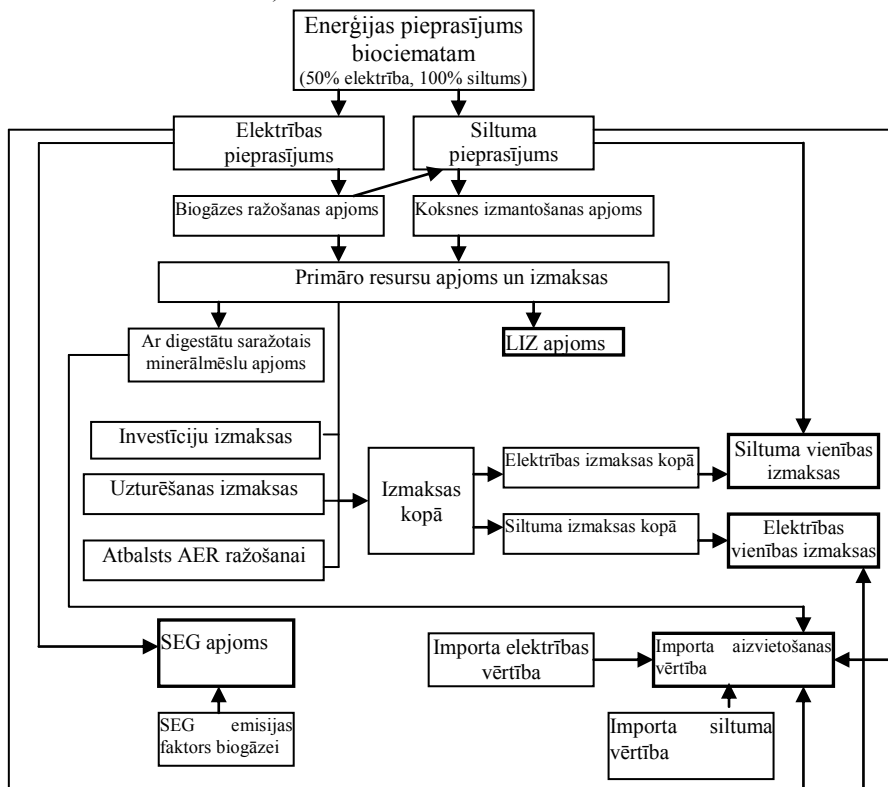 Enerģijas pieprasījums
biociematam
(50% elektrība, 100% siltums)
Elektrības
pieprasījums
Siltuma
pieprasījums
Biogāzes ražošanas apjoms
Koksnes izmantošanas apjoms
Primāro resursu apjoms un izmaksas
Ar digestātu saražotais
minerālmēslu apjoms
LIZ apjoms
Investīciju izmaksas
Uzturēšanas izmaksas
Atbalsts AER ražošanai
Izmaksas
kopā
Elektrības izmaksas kopā
Siltuma izmaksas kopā
Siltuma vienības
izmaksas
Elektrības
vienības izmaksas
SEG apjoms
Importa elektrības
vērtība
Importa aizvietošanas
vērtība
SEG emisijas
faktors biogāzei
Importa siltuma
vērtība